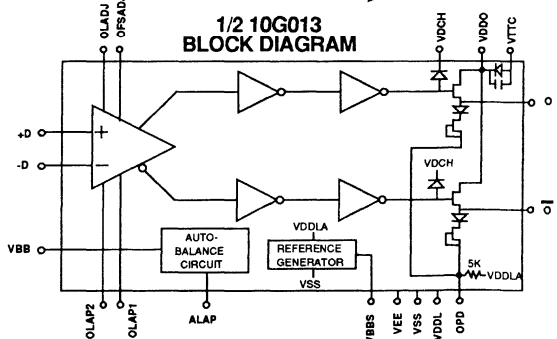 1/2 10G013
BLOCK DIAGRAM
OLADJ
OFSAD
VDCH
VDDO
VTTC
+D
+
-D
−
O
VDCH
O
VBB
AUTO-
BALANCE
CIRCUIT
VDDLA
REFERENCE
GENERATOR
VSS
5K
VDDLA
OLAP2
OLAP1
ALAP
VBBS
VEE
VSS
VDDL
OPD